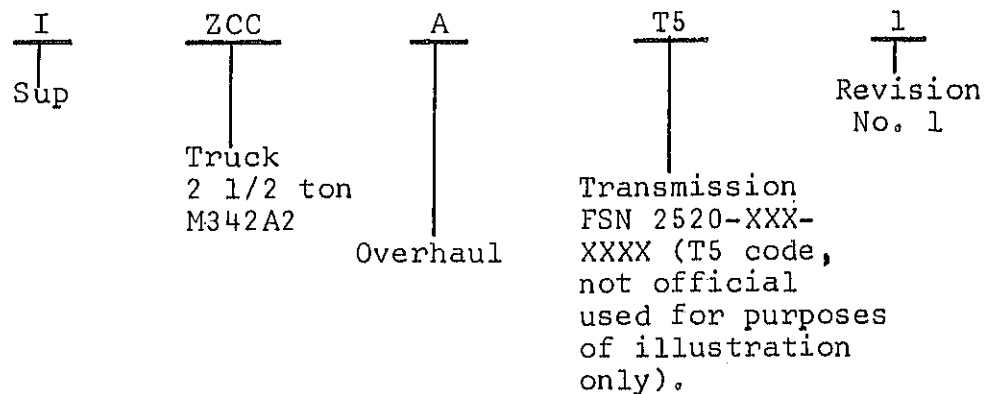 I ZCC A T5 1
Sup
Revision
No. 1
Truck
2 1/2 ton
M342A2
Transmission
FSN 2520-XXX-
XXXX (T5 code,
not official
used for purposes
of illustration
only).
Overhaul